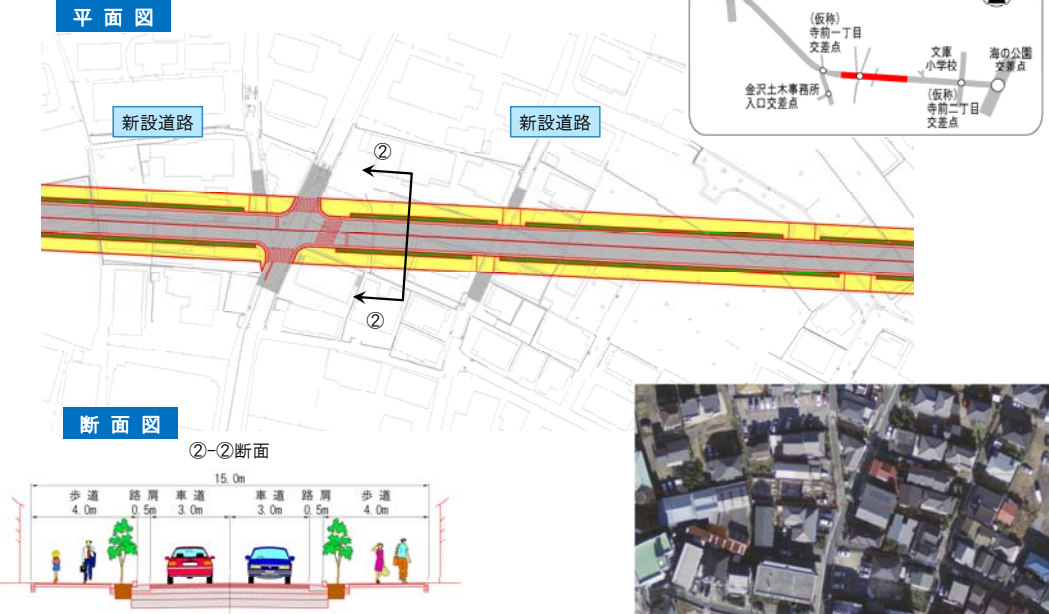 平面図
(仮称)
寺前一丁目
交差点
文庫
小学校
海の公園
交差点
金沢土木事務所
入口交差点
(仮称)
寺前二丁目
交差点
新設道路
新設道路
②
②
断面図
②-②断面
15.0m
歩道 路肩 車道 車道 路肩 歩道
4.0m 0.5m 3.0m 3.0m 0.5m 4.0m